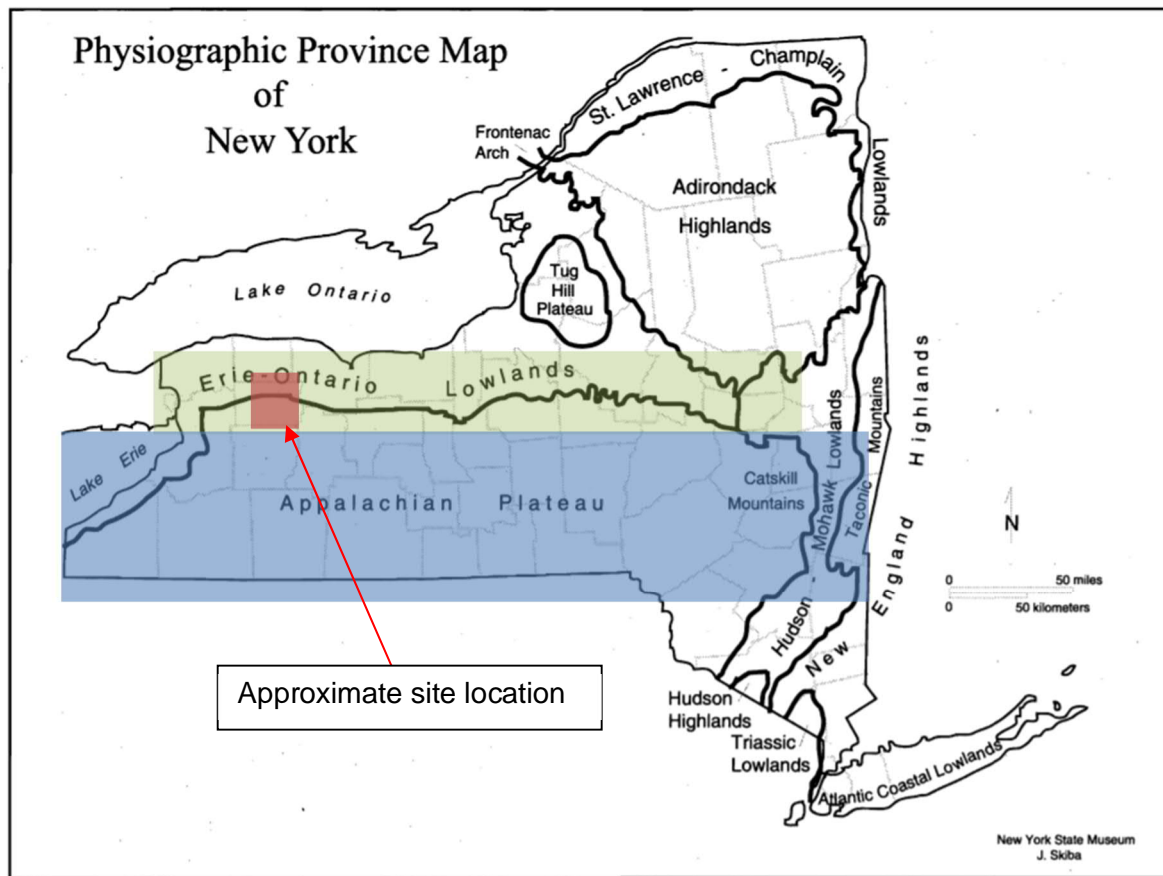 Physiographic Province Map
of
New York
St. Lawrence - Champlain
Lowlands
Frontenac
Arch
Adirondack
Highlands
Tug
Hill
Plateau
Lake Ontario
Erie-Ontario Lowlands
Lake Erie
Appalachian Plateau
Catskill
Mountains
Hudson - Mohawk Lowlands
Taconic Mountains
New England Highlands
N
0 50 miles
0 50 kilometers
Approximate site location
Hudson
Highlands
Triassic
Lowlands
Atlantic Coastal Lowlands
New York State Museum
J. Skiba